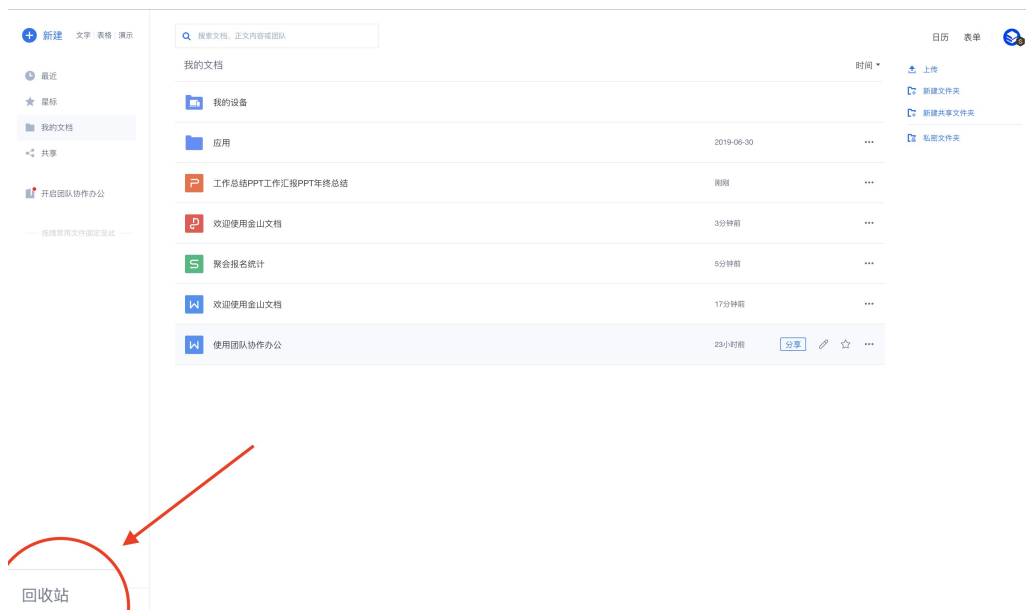 新建 文字 表格 演示
搜索文档、正文内容或团队
日历 表单
最近
星标
我的文档
共享
开启团队协作办公
拖拽常用文件固定至此
我的文档 时间
我的设备
应用 2019-06-30
工作总结PPT工作汇报PPT年终总结 刚刚
欢迎使用金山文档 3分钟前
聚会报名统计 5分钟前
欢迎使用金山文档 17分钟前
使用团队协作办公 23小时前 分享
上传
新建文件夹
新建共享文件夹
私密文件夹
回收站